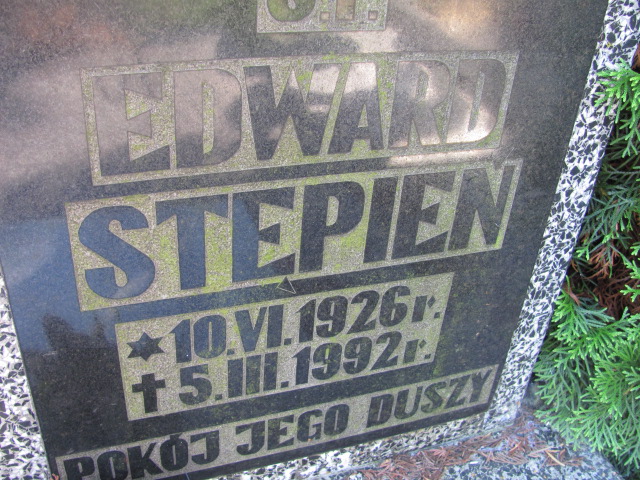 Ś.P.
EDWARD
STEPIEN
10.VI.1926r.
5.III.1992r.
POKÓJ JEGO DUSZY